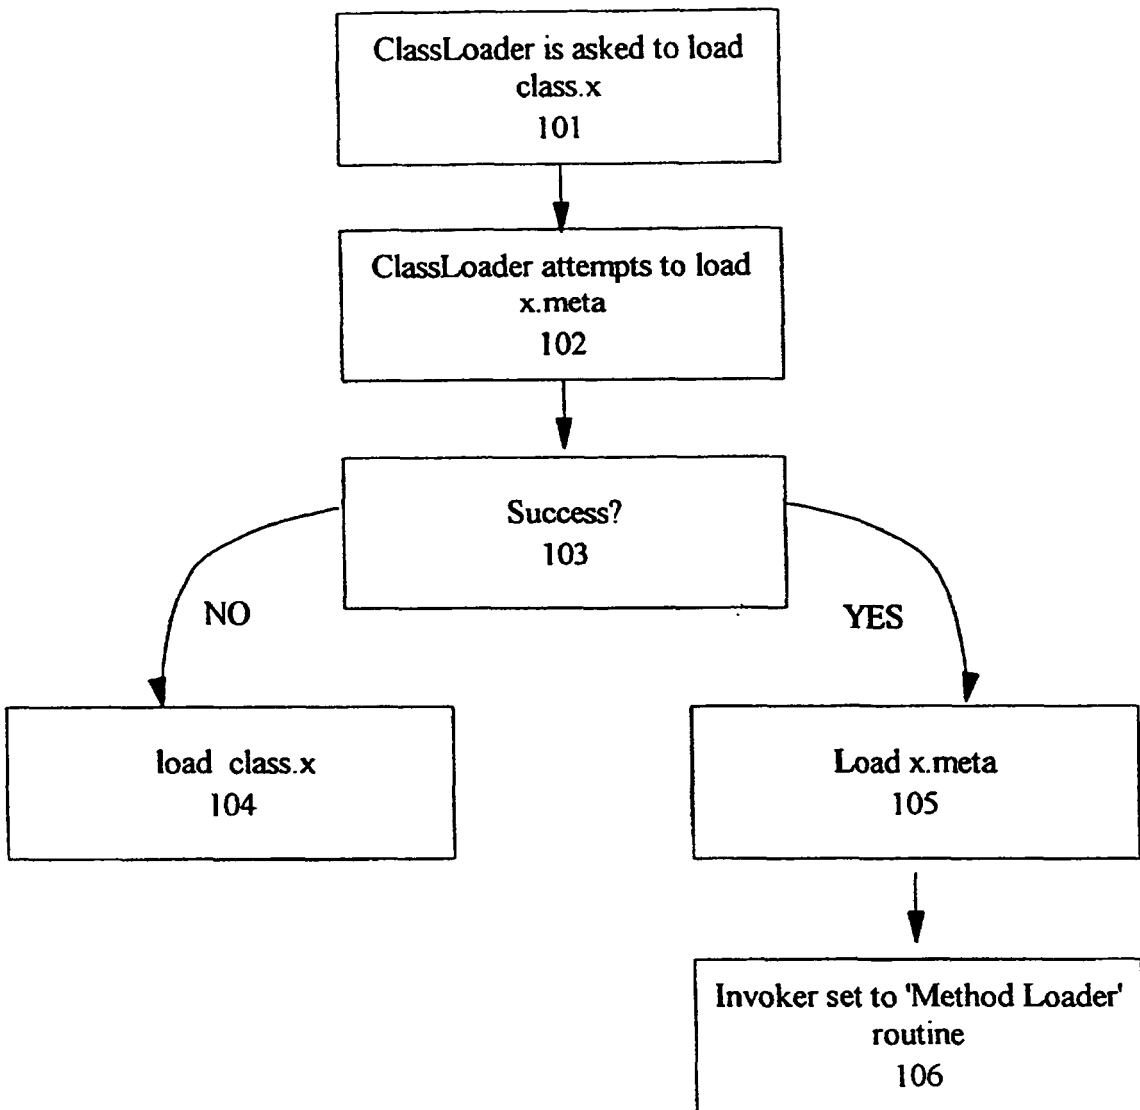 ClassLoader is asked to load
class.x
101
ClassLoader attempts to load
x.meta
102
Success?
103
NO
YES
load class.x
104
Load x.meta
105
Invoker set to 'Method Loader'
routine
106